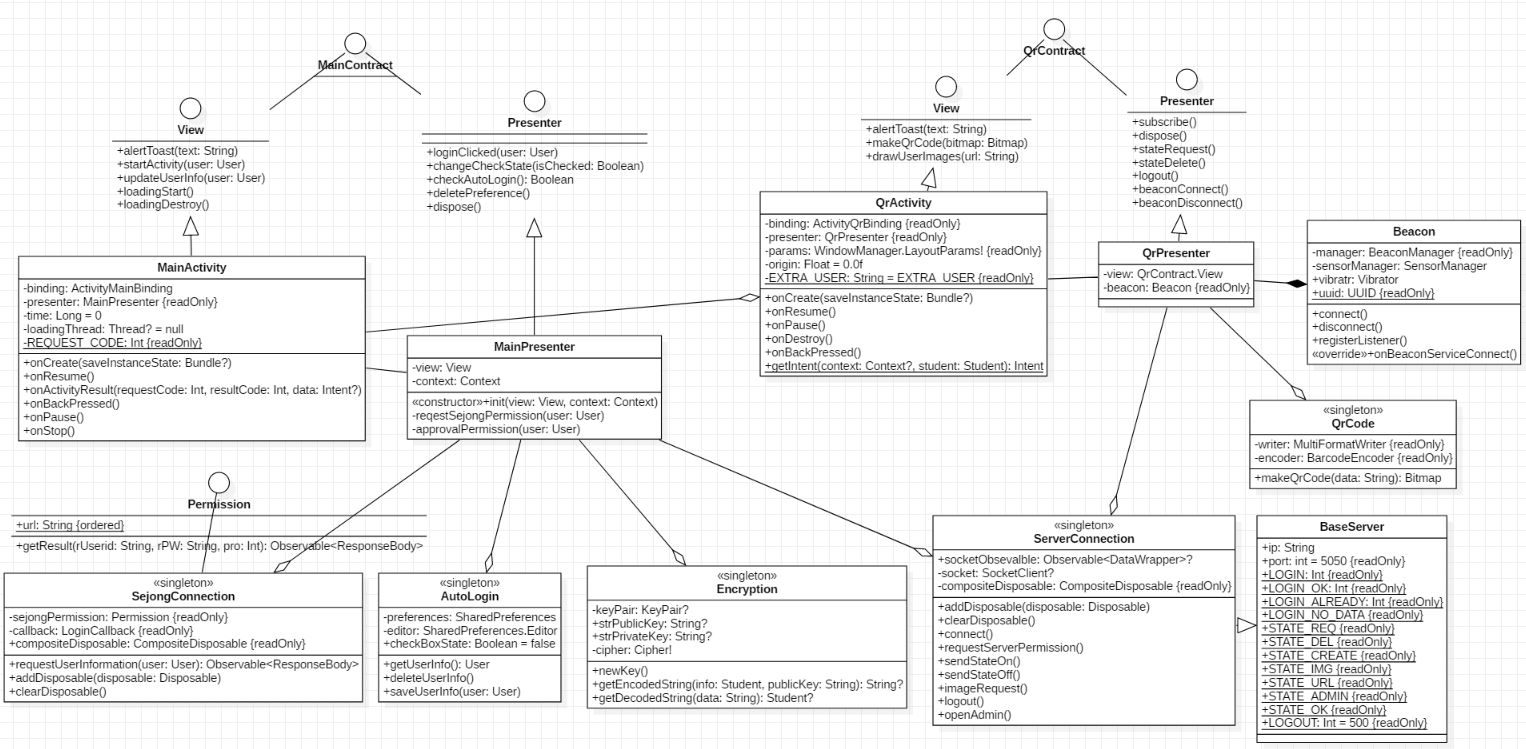 MainContract
View
+alertToast(text: String)
+startActivity(user: User)
+updateUserInfo(user: User)
+loadingStart()
+loadingDestroy()
Presenter
+loginClicked(user: User)
+changeCheckState(isChecked: Boolean)
+checkAutoLogin(): Boolean
+deletePreference()
+dispose()
QrContract
View
+alertToast(text: String)
+makeQrCode(bitmap: Bitmap)
+drawUserImages(url: String)
Presenter
+subscribe()
+dispose()
+stateRequest()
+stateDelete()
+logout()
+beaconConnect()
+beaconDisconnect()
MainActivity
-binding: ActivityMainBinding
-presenter: MainPresenter {readOnly}
-time: Long = 0
-loadingThread: Thread? = null
-REQUEST_CODE: Int {readOnly}
+onCreate(saveInstanceState: Bundle?)
+onResume()
+onActivityResult(requestCode: Int, resultCode: Int, data: Intent?)
+onBackPressed()
+onPause()
+onStop()
MainPresenter
-view: View
-context: Context
«constructor»+init(view: View, context: Context)
-reqestSejongPermission(user: User)
-approvalPermission(user: User)
QrActivity
-binding: ActivityQrBinding {readOnly}
-presenter: QrPresenter {readOnly}
-params: WindowManager.LayoutParams! {readOnly}
-origin: Float = 0.0f
-EXTRA_USER: String = EXTRA_USER {readOnly}
+onCreate(saveInstanceState: Bundle?)
+onResume()
+onPause()
+onDestroy()
+onBackPressed()
+getIntent(context: Context?, student: Student): Intent
QrPresenter
-view: QrContract.View
-beacon: Beacon {readOnly}
Beacon
-manager: BeaconManager {readOnly}
-sensorManager: SensorManager
+vibratr: Vibrator
+uuid: UUID {readOnly}
+connect()
+disconnect()
+registerListener()
«override»+onBeaconServiceConnect()
«singleton»
QrCode
-writer: MultiFormatWriter {readOnly}
-encoder: BarcodeEncoder {readOnly}
+makeQrCode(data: String): Bitmap
Permission
+url: String {ordered}
+getResult(rUserid: String, rPW: String, pro: Int): Observable<ResponseBody>
«singleton»
SejongConnection
-sejongPermission: Permission {readOnly}
-callback: LoginCallback {readOnly}
+compositeDisposable: CompositeDisposable {readOnly}
+requestUserInformation(user: User): Observable<ResponseBody>
+addDisposable(disposable: Disposable)
+clearDisposable()
«singleton»
AutoLogin
-preferences: SharedPreferences
-editor: SharedPreferences.Editor
+checkBoxState: Boolean = false
+getUserInfo(): User
+deleteUserInfo()
+saveUserInfo(user: User)
«singleton»
Encryption
-keyPair: KeyPair?
-strPublicKey: String?
-strPrivateKey: String?
-cipher: Cipher!
+newKey()
+getEncodedString(info: Student, publicKey: String): String?
+getDecodedString(data: String): Student?
«singleton»
ServerConnection
+socketObsevalble: Observable<DataWrapper>?
-socket: SocketClient?
-compositeDisposable: CompositeDisposable {readOnly}
+addDisposable(disposable: Disposable)
+clearDisposable()
+connect()
+requestServerPermission()
+sendStateOn()
+sendStateOff()
+imageRequest()
+logout()
+openAdmin()
BaseServer
+ip: String
+port: int = 5050 {readOnly}
+LOGIN: Int {readOnly}
+LOGIN_OK: Int {readOnly}
+LOGIN_ALREADY: Int {readOnly}
+LOGIN_NO_DATA {readOnly}
+STATE_REQ {readOnly}
+STATE_DEL {readOnly}
+STATE_CREATE {readOnly}
+STATE_IMG {readOnly}
+STATE_URL {readOnly}
+STATE_ADMIN {readOnly}
+STATE_OK {readOnly}
+LOGOUT: Int = 500 {readOnly}